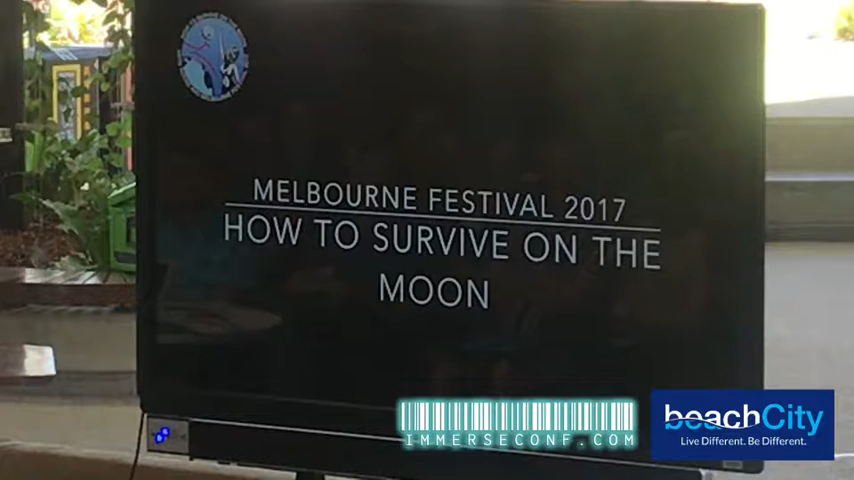 MELBOURNE FESTIVAL 2017
HOW TO SURVIVE ON THE
MOON
IMMERSECONF.COM
beachCity
Live Different. Be Different.